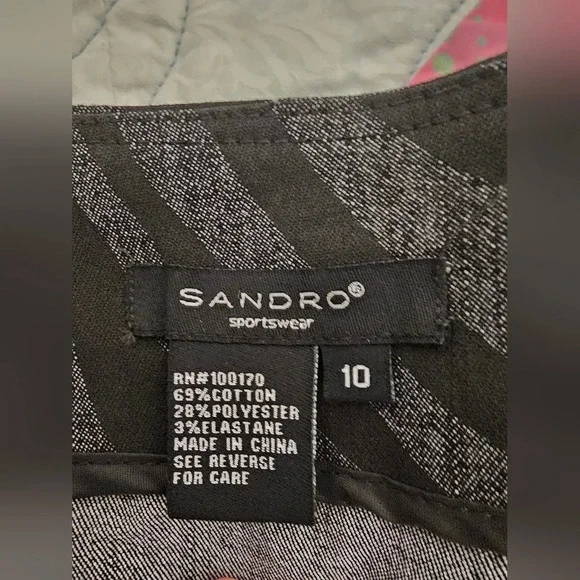 SANDRO®
sportswear
10
RN#100170
69%COTTON
28%POLYESTER
3%ELASTANE
MADE IN CHINA
SEE REVERSE
FOR CARE